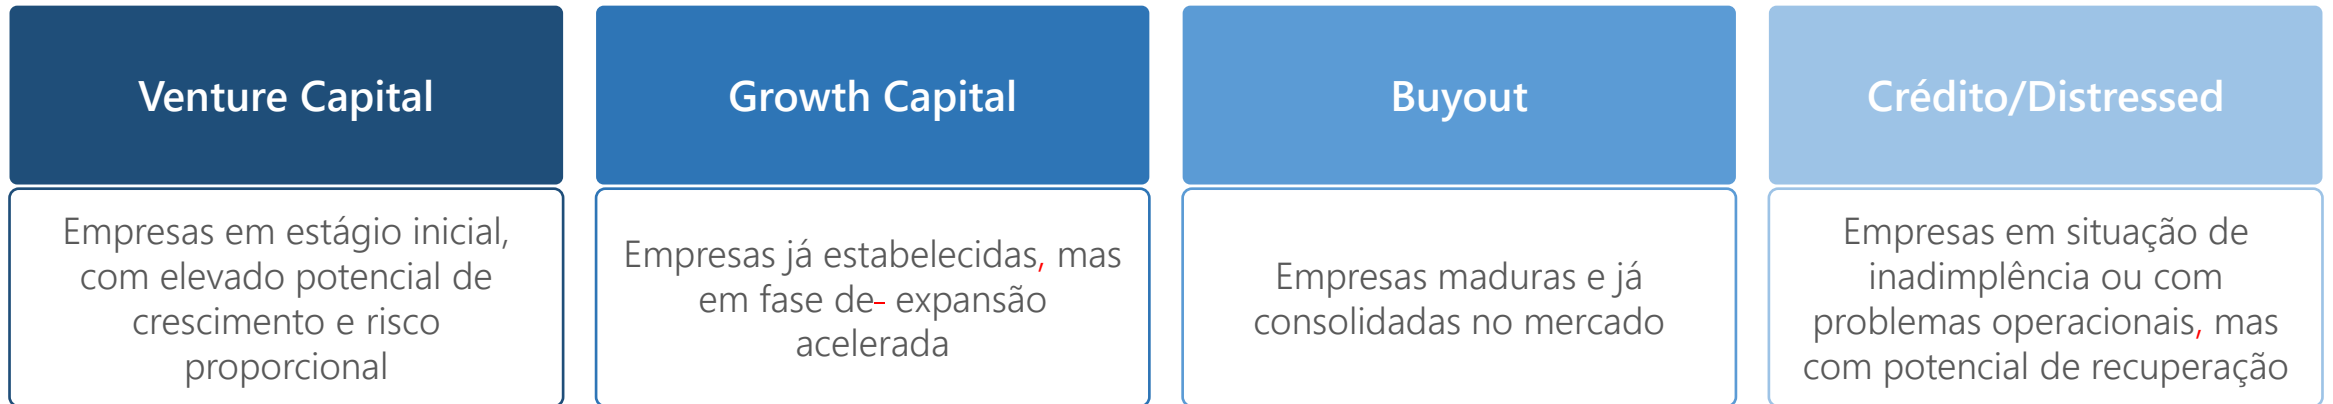 Venture Capital
Empresas em estágio inicial,
com elevado potencial de
crescimento e risco
proporcional
Growth Capital
Empresas já estabelecidas, mas
em fase de- expansão
acelerada
Buyout
Empresas maduras e já
consolidadas no mercado
Crédito/Distressed
Empresas em situação de
inadimplência ou com
problemas operacionais, mas
com potencial de recuperação